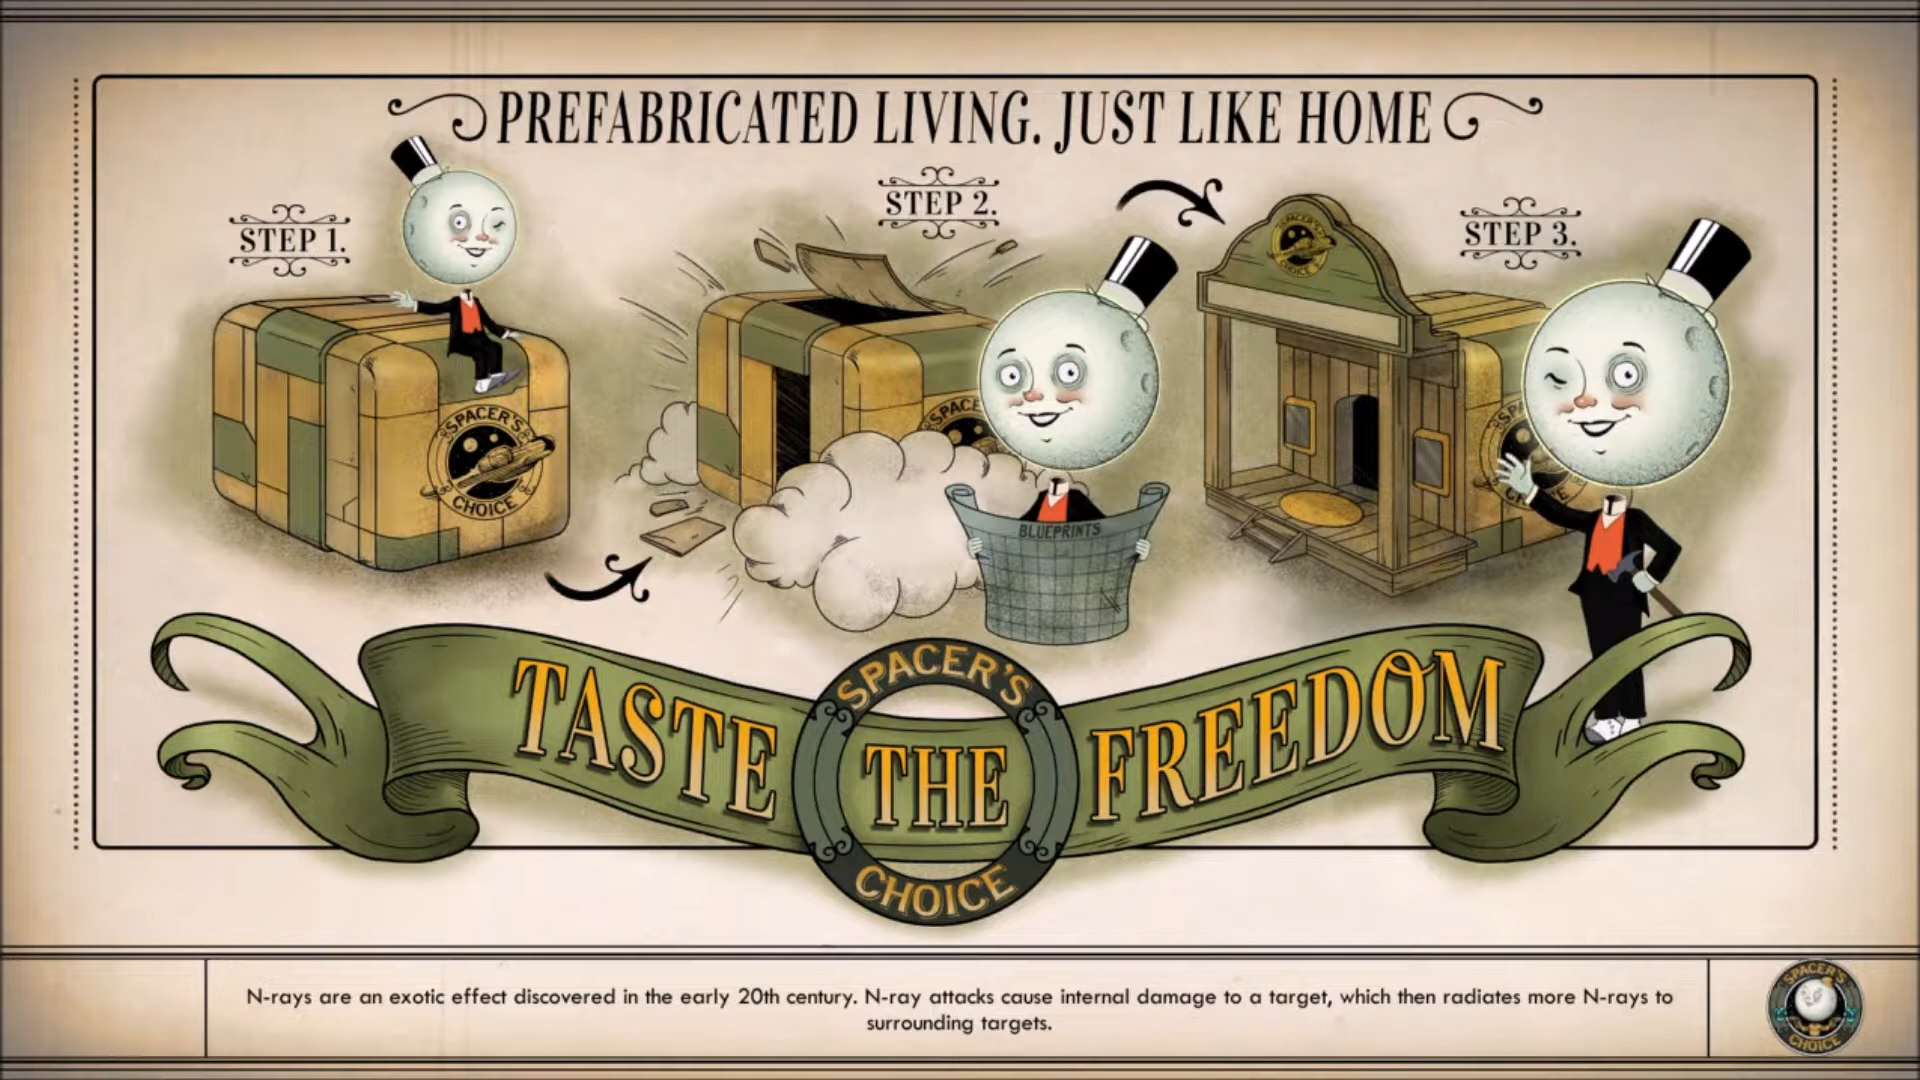 PREFABRICATED LIVING. JUST LIKE HOME
STEP 1.
STEP 2.
STEP 3.
SPACER'S
CHOICE
SPACE
SPACER'S
CHOICE
BLUEPRINTS
TASTE THE FREEDOM
SPACER'S
CHOICE
N-rays are an exotic effect discovered in the early 20th century. N-ray attacks cause internal damage to a target, which then radiates more N-rays to
surrounding targets.
SPACER'S
CHOICE